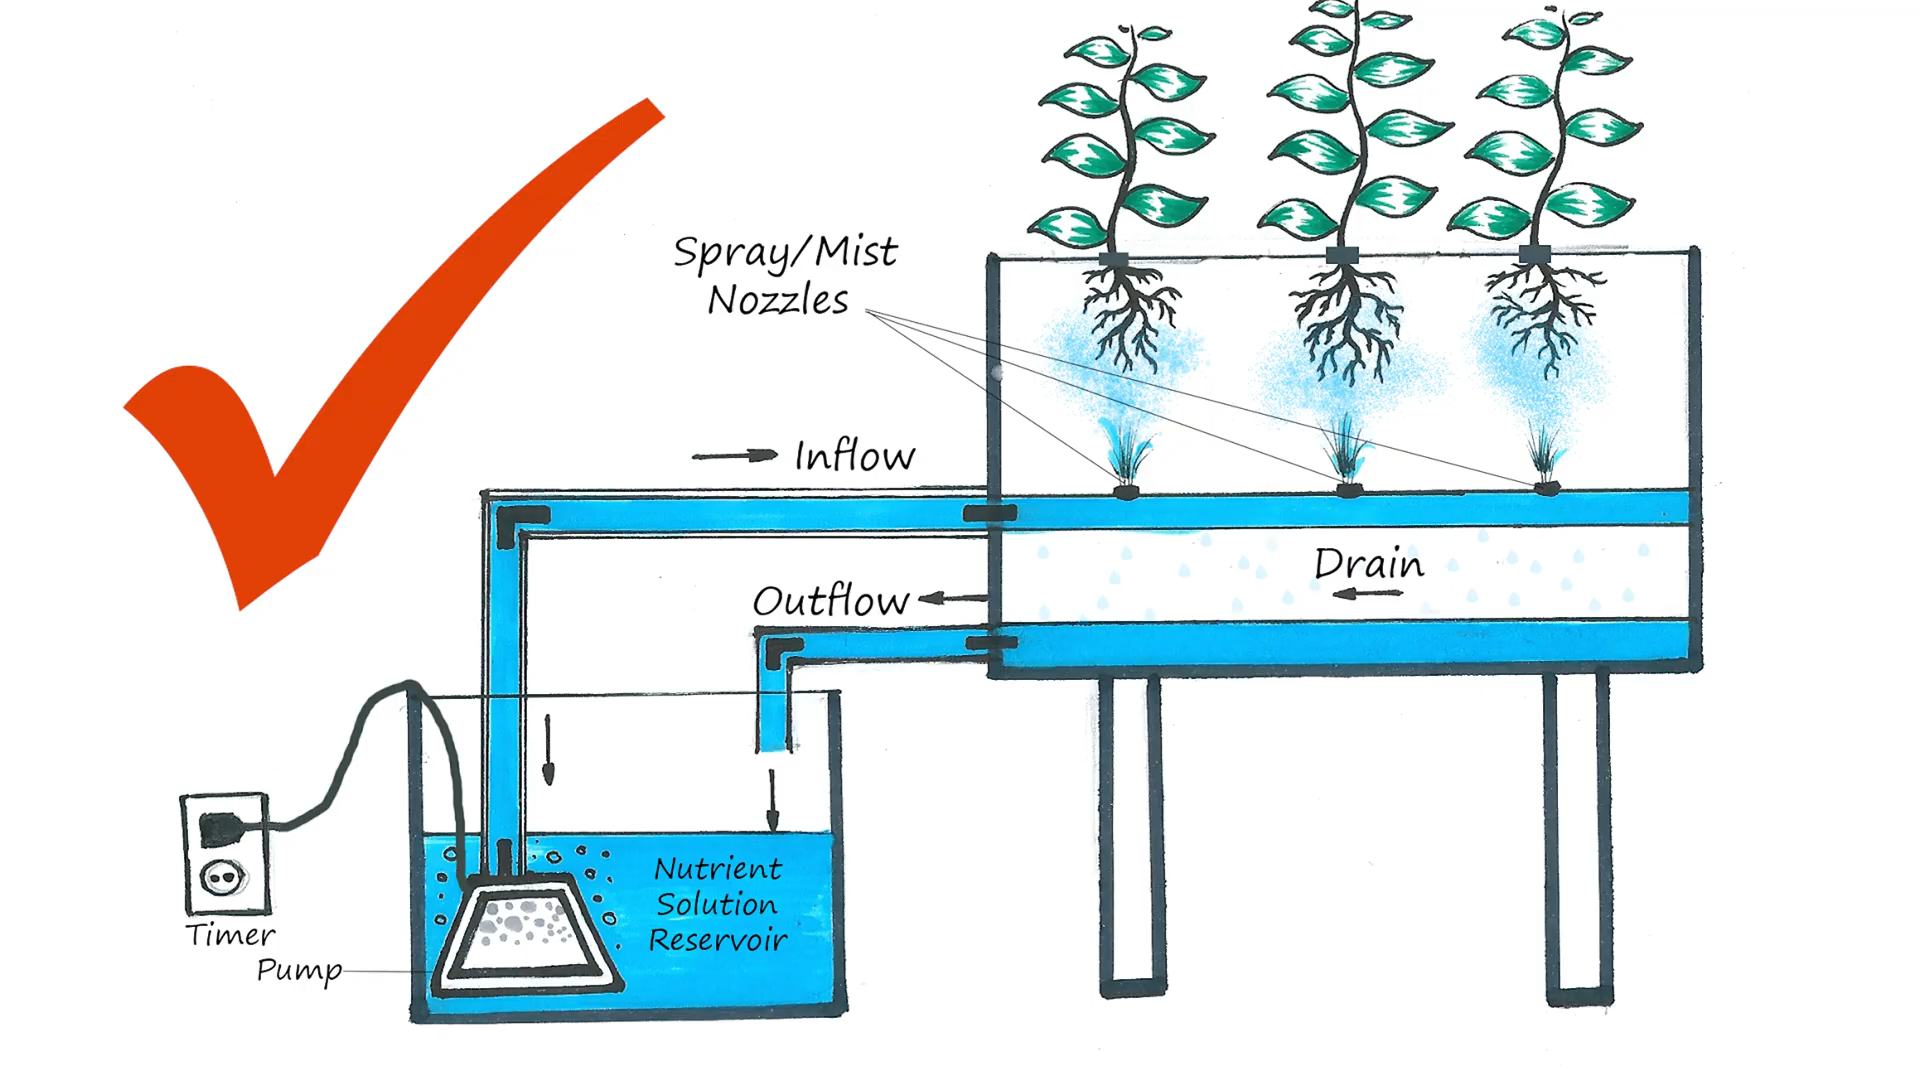 Spray/Mist
Nozzles
Inflow
Drain
Outflow
Nutrient
Solution
Reservoir
Timer
Pump